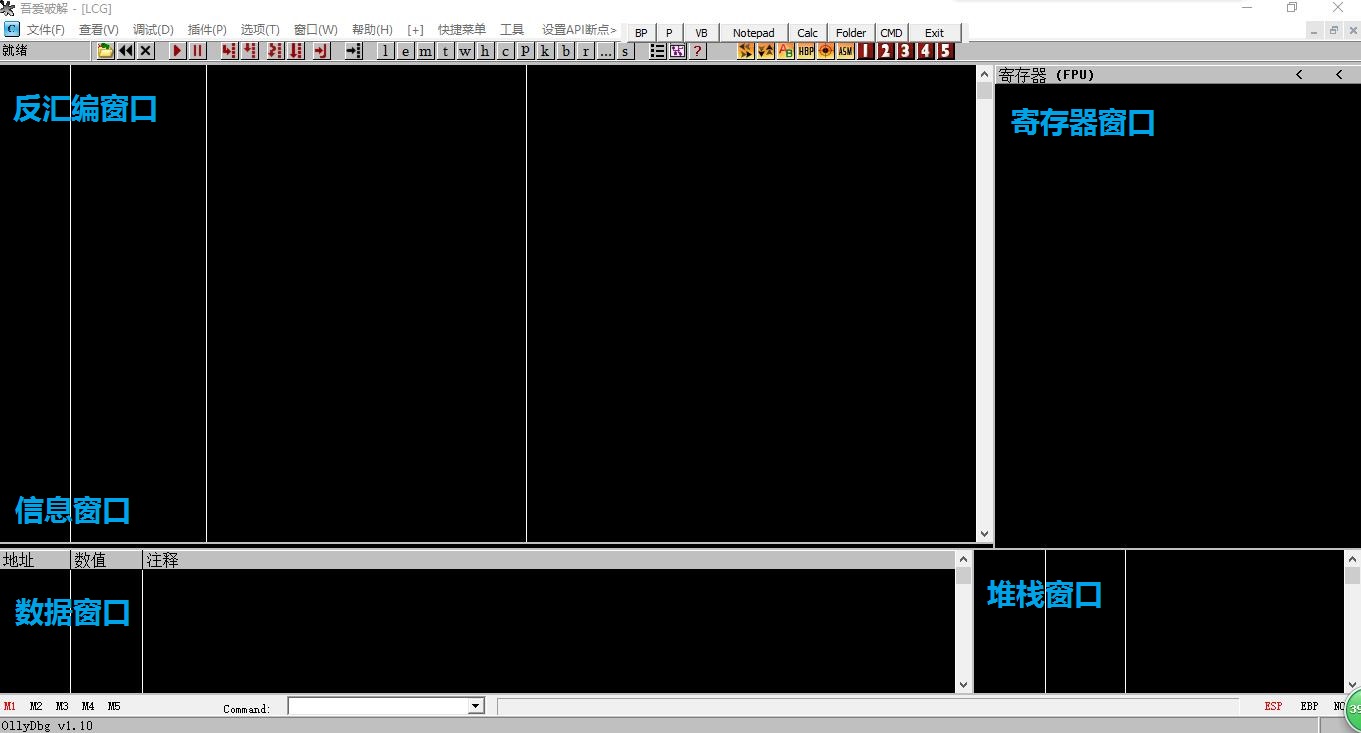 吾爱破解 - [LCG]
C 文件(F) 查看(V) 调试(D) 插件(P) 选项(T) 窗口(W) 帮助(H) [+] 快捷菜单 工具 设置API断点> BP P VB Notepad Calc Folder CMD Exit
就绪 l e m t w h c p k b r ... s ? HBP ASM 1 2 3 4 5
寄存器 (FPU) < <
反汇编窗口
寄存器窗口
信息窗口
地址 数值 注释
数据窗口
堆栈窗口
M1 M2 M3 M4 M5 Command: ESP EBP
39
OllyDbg v1.10